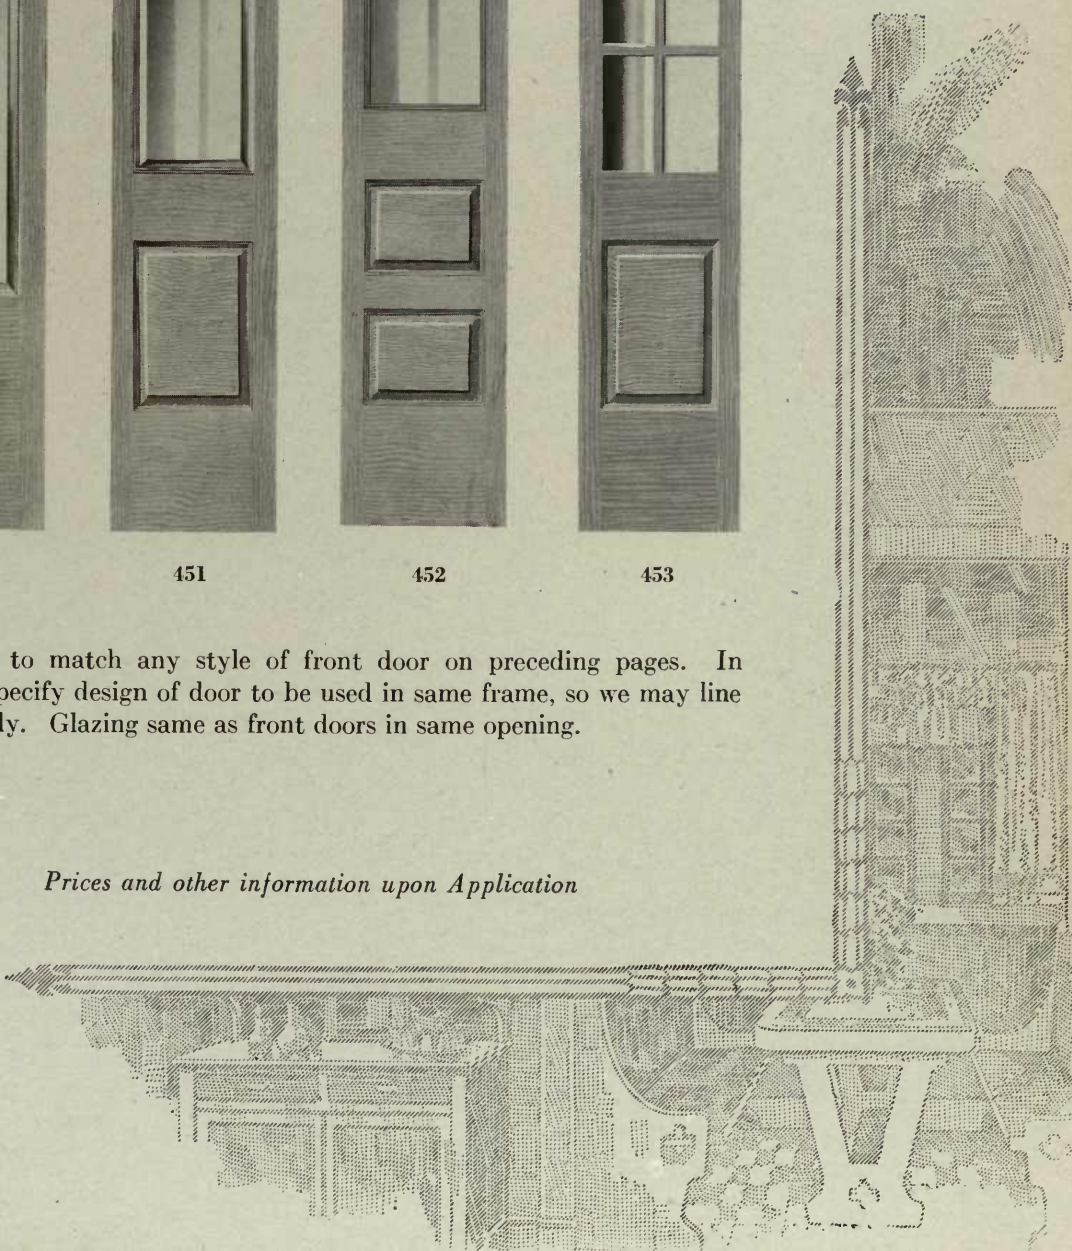 451 452 453
to match any style of front door on preceding pages. In
pecify design of door to be used in same frame, so we may line
ly. Glazing same as front doors in same opening.
Prices and other information upon Application